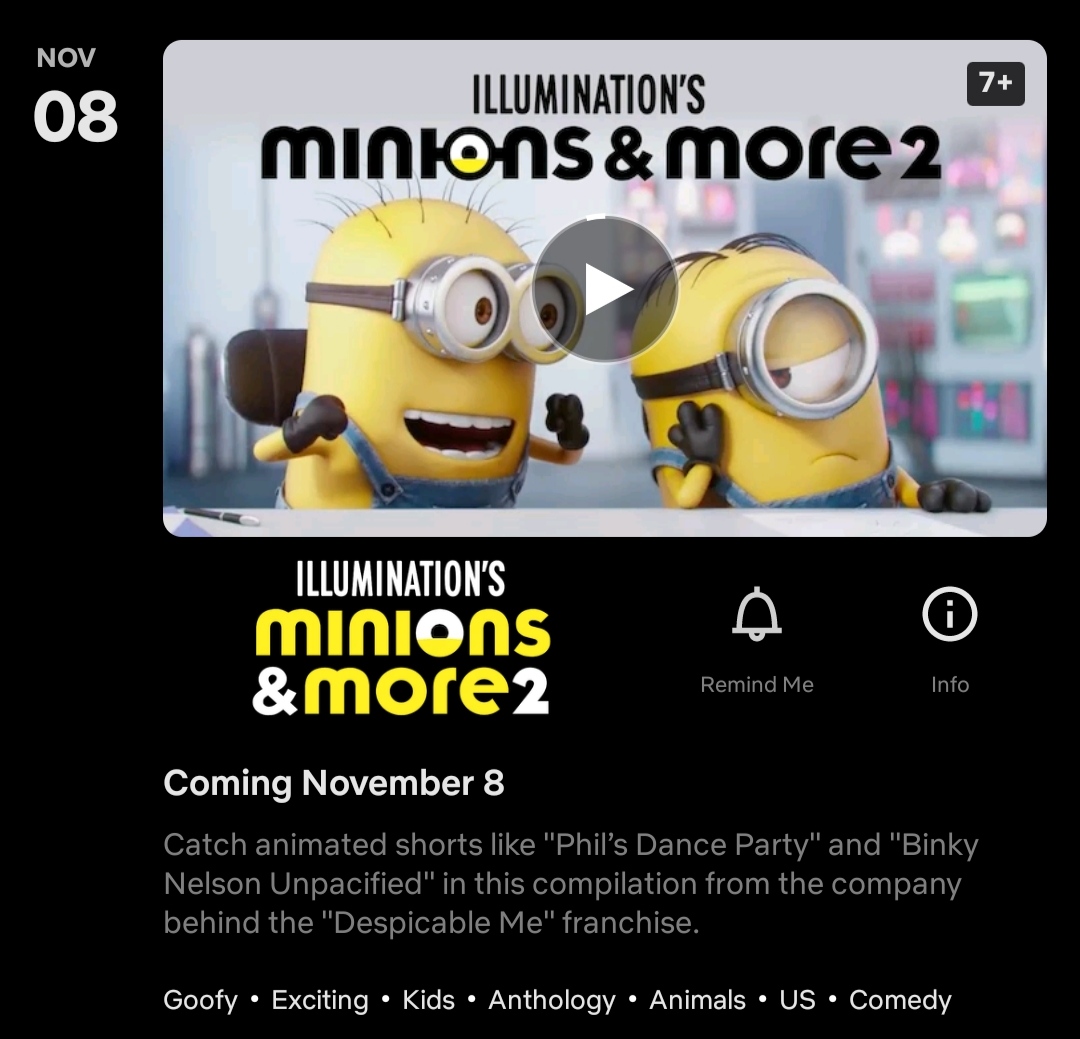 NOV
08
7+
ILLUMINATION'S
minions & more 2
ILLUMINATION'S
minions
& more 2
Remind Me
Info
Coming November 8
Catch animated shorts like "Phil’s Dance Party" and "Binky
Nelson Unpacified" in this compilation from the company
behind the "Despicable Me" franchise.
Goofy • Exciting • Kids • Anthology • Animals • US • Comedy